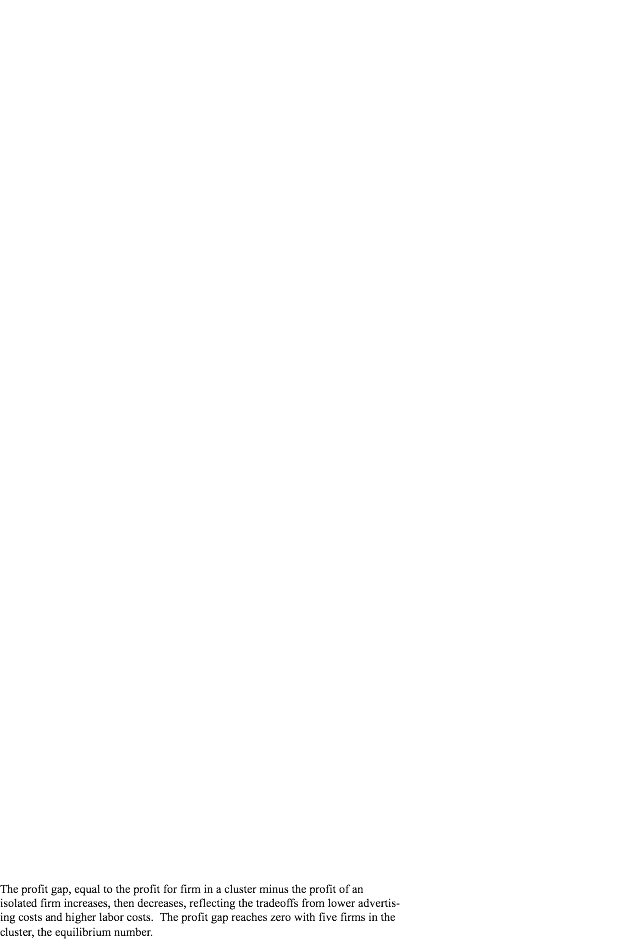 The profit gap, equal to the profit for firm in a cluster minus the profit of an
isolated firm increases, then decreases, reflecting the tradeoffs from lower advertis-
ing costs and higher labor costs.  The profit gap reaches zero with five firms in the
cluster, the equilibrium number.